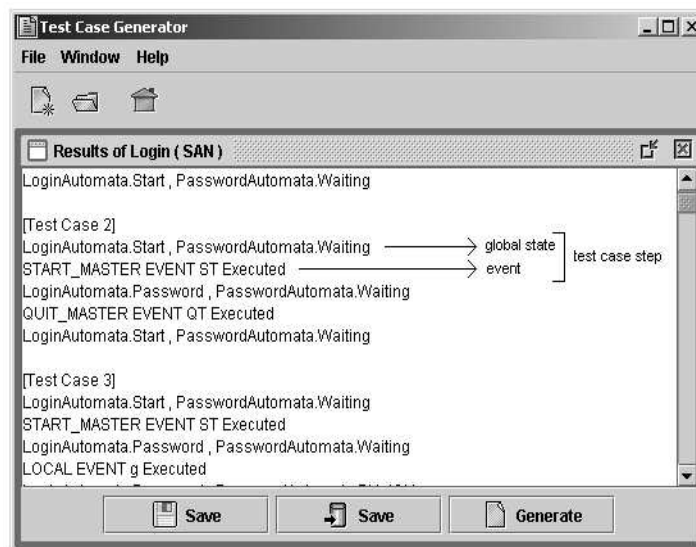 Test Case Generator
File Window Help
Results of Login ( SAN )
LoginAutomata.Start , PasswordAutomata.Waiting
[Test Case 2]
LoginAutomata.Start , PasswordAutomata.Waiting global state
test case step
START_MASTER EVENT ST Executed event
LoginAutomata.Password , PasswordAutomata.Waiting
QUIT_MASTER EVENT QT Executed
LoginAutomata.Start , PasswordAutomata.Waiting
[Test Case 3]
LoginAutomata.Start , PasswordAutomata.Waiting
START_MASTER EVENT ST Executed
LoginAutomata.Password , PasswordAutomata.Waiting
LOCAL EVENT g Executed
Save Save Generate